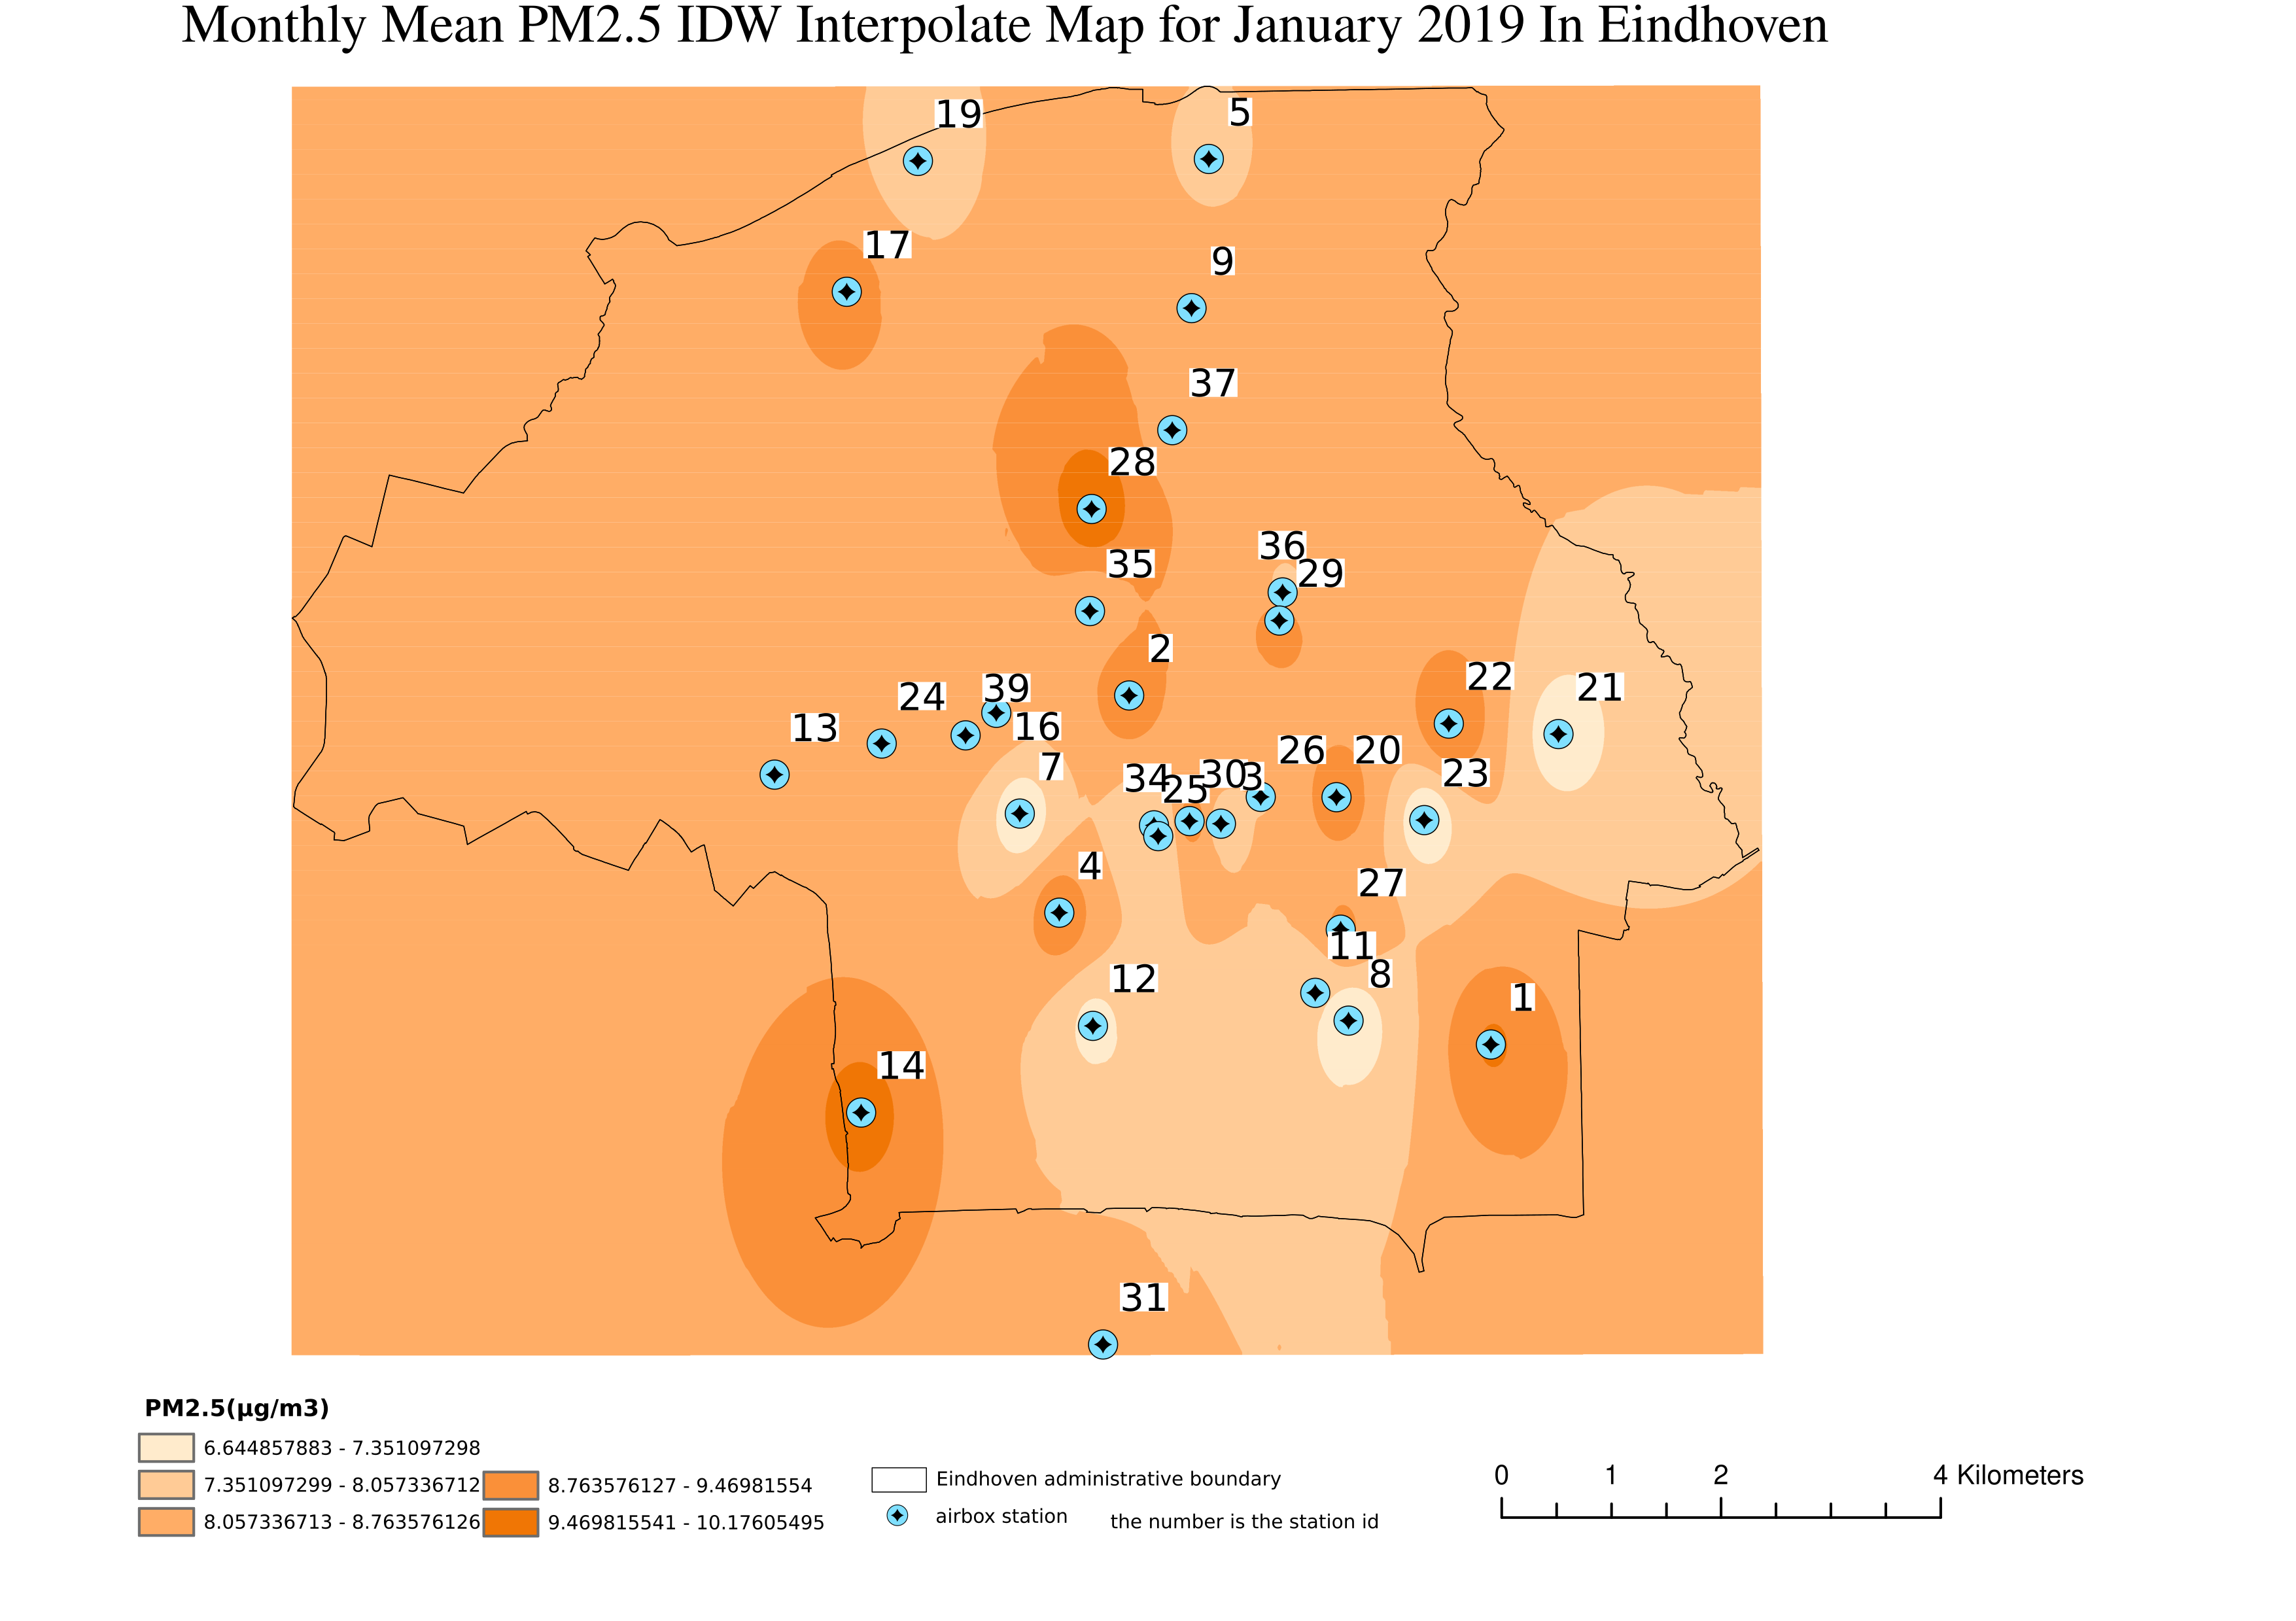 Monthly Mean PM2.5 IDW Interpolate Map for January 2019 In Eindhoven
19
5
17
9
37
28
36
35
29
2
22
21
39
24
16
13
26
20
7
23
34
30
3
25
4
27
11
8
12
1
14
31
PM2.5(μg/m3)
6.644857883 - 7.351097298
7.351097299 - 8.057336712
8.057336713 - 8.763576126
8.763576127 - 9.46981554
9.469815541 - 10.17605495
Eindhoven administrative boundary
airbox station
the number is the station id
0 1 2 4 Kilometers